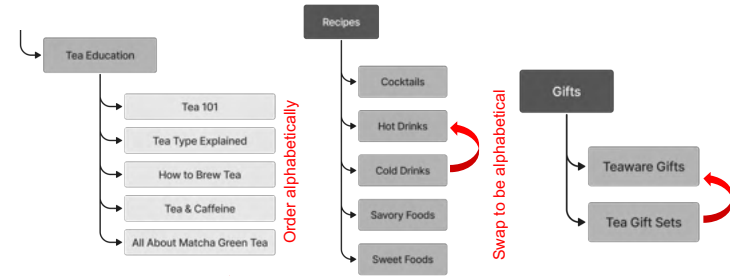 Tea Education
Tea 101
Tea Type Explained
How to Brew Tea
Tea & Caffeine
All About Matcha Green Tea
Order alphabetically
Recipes
Cocktails
Hot Drinks
Cold Drinks
Savory Foods
Sweet Foods
Swap to be alphabetical
Gifts
Teaware Gifts
Tea Gift Sets